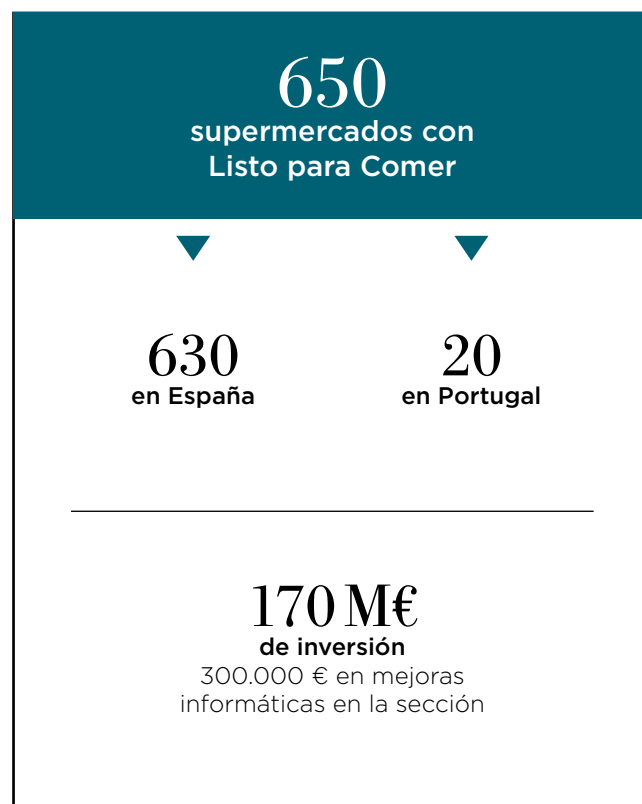 650
supermercados con
Listo para Comer
630
en España
20
en Portugal
170 M€
de inversión
300.000 € en mejoras
informáticas en la sección